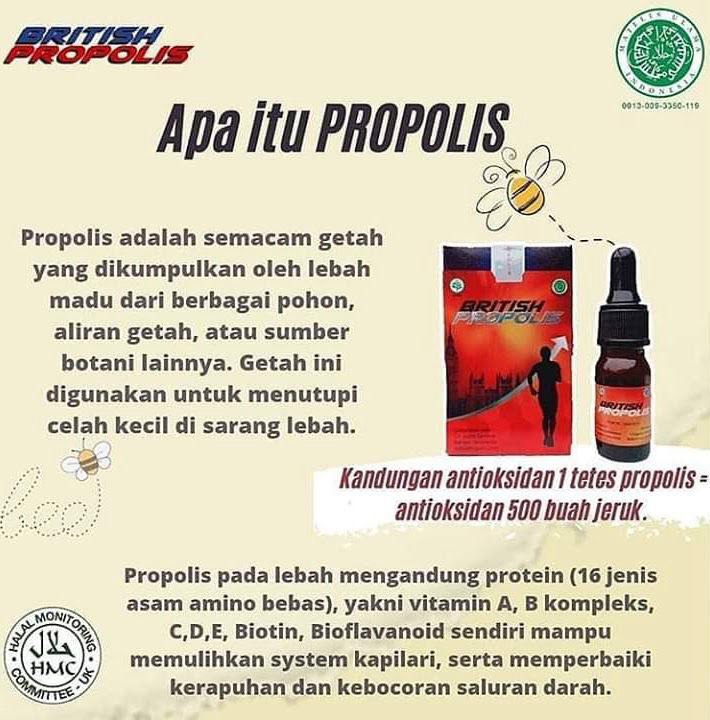 BRITISH
PROPOLIS
MAJELIS ULAMA
INDONESIA
Apa itu PROPOLIS
Propolis adalah semacam getah
yang dikumpulkan oleh lebah
madu dari berbagai pohon,
aliran getah, atau sumber
botani lainnya. Getah ini
digunakan untuk menutupi
celah kecil di sarang lebah.
BRITISH
PROPOLIS
BRITISH
PROPOLIS
Kandungan antioksidan 1 tetes propolis =
antioksidan 500 buah jeruk.
bee
Propolis pada lebah mengandung protein (16 jenis
asam amino bebas), yakni vitamin A, B kompleks,
C,D,E, Biotin, Bioflavanoid sendiri mampu
memulihkan system kapilari, serta memperbaiki
kerapuhan dan kebocoran saluran darah.
HALAL MONITORING
حلال
HMC
COMMITTEE - UK